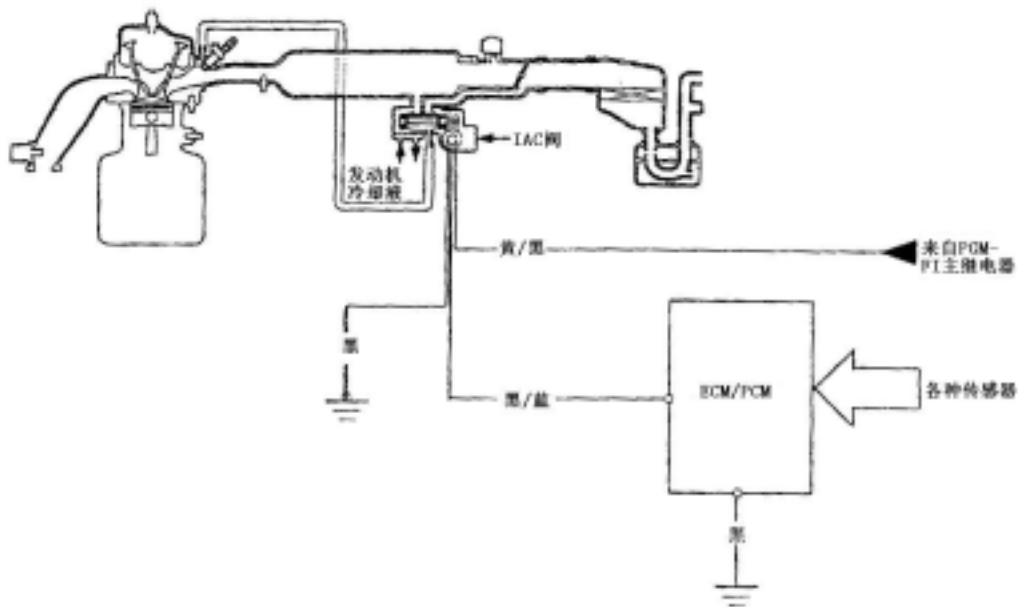 IAC阀
发动机
冷却液
黄/黑
来自PGM-
FI主继电器
黑
黑/蓝
ECM/PCM
各种传感器
黑